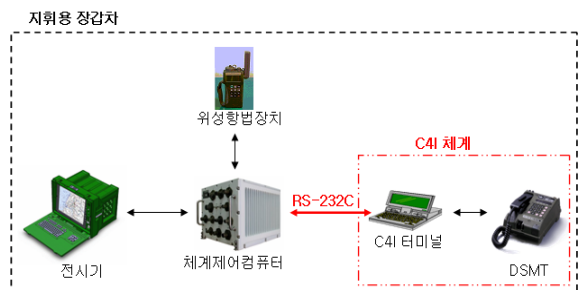 지휘용 장갑차
위성항법장치
C4I 체계
RS-232C
전시기
체계제어컴퓨터
C4I 터미널
DSMT